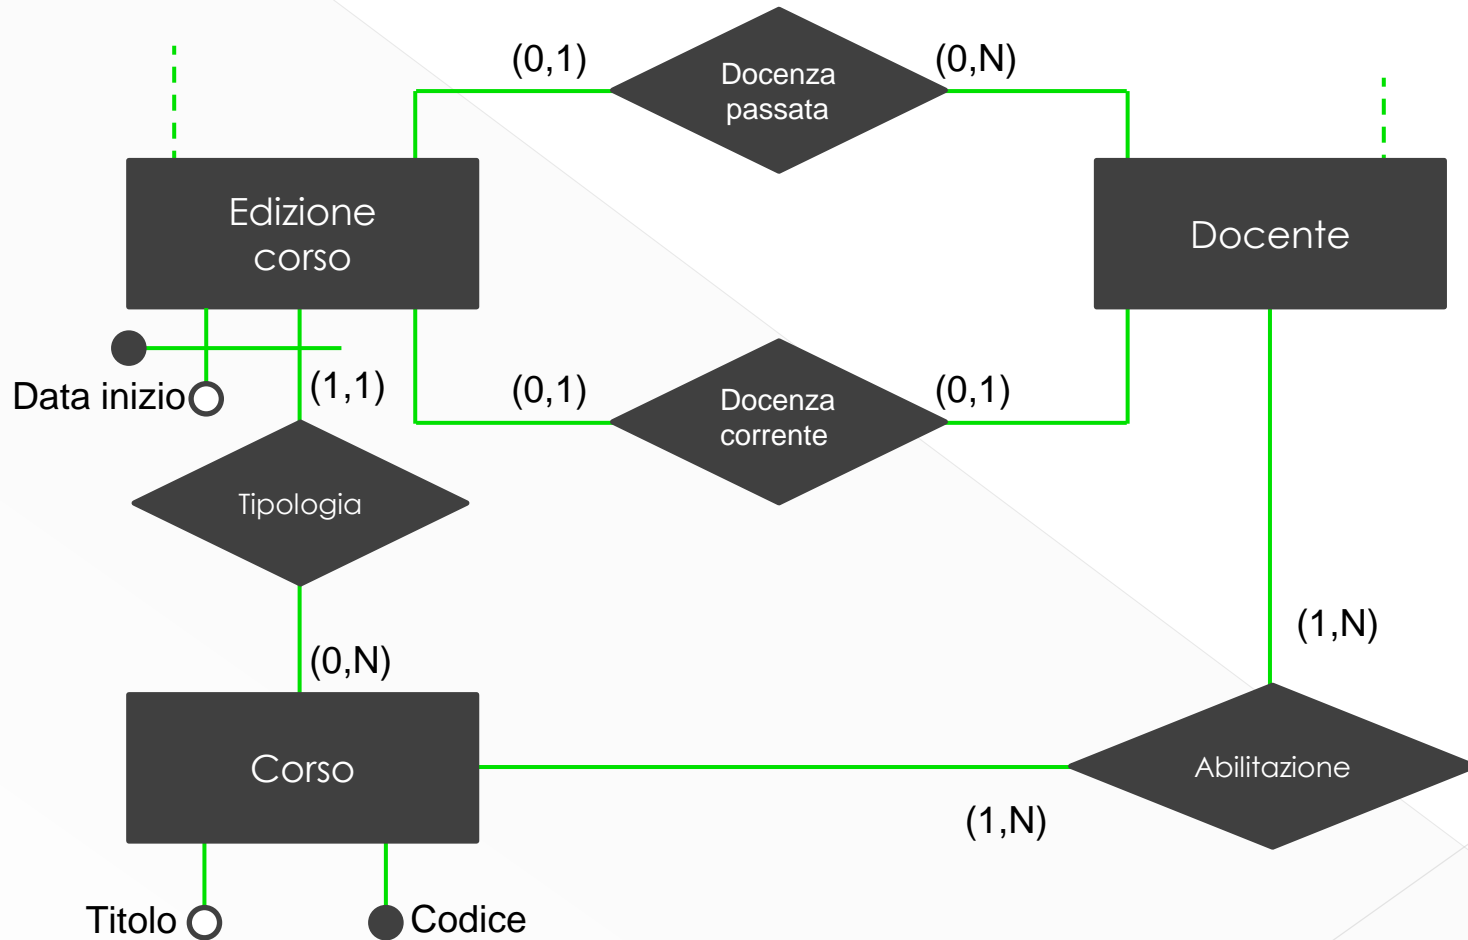 (0,1)
Docenza
passata
(0,N)
Edizione
corso
Docente
Data inizio
(1,1)
(0,1)
Docenza
corrente
(0,1)
Tipologia
(0,N)
(1,N)
Corso
Abilitazione
(1,N)
Titolo
Codice